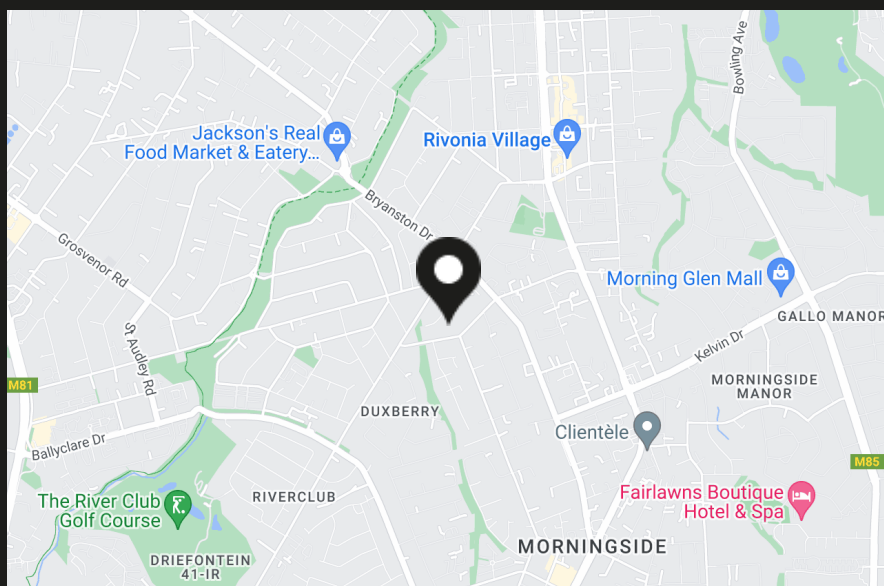 Bowling Ave
Jackson's Real
Food Market & Eatery...
Rivonia Village
Bryanston Dr
Grosvenor Rd
Morning Glen Mall
GALLO MANOR
St Audley Rd
Kelvin Dr
M81
MORNINGSIDE
MANOR
DUXBERRY
Clientèle
Ballyclare Dr
M85
The River Club
Golf Course
RIVERCLUB
Fairlawns Boutique
Hotel & Spa
DRIEFONTEIN
41-IR
MORNINGSIDE